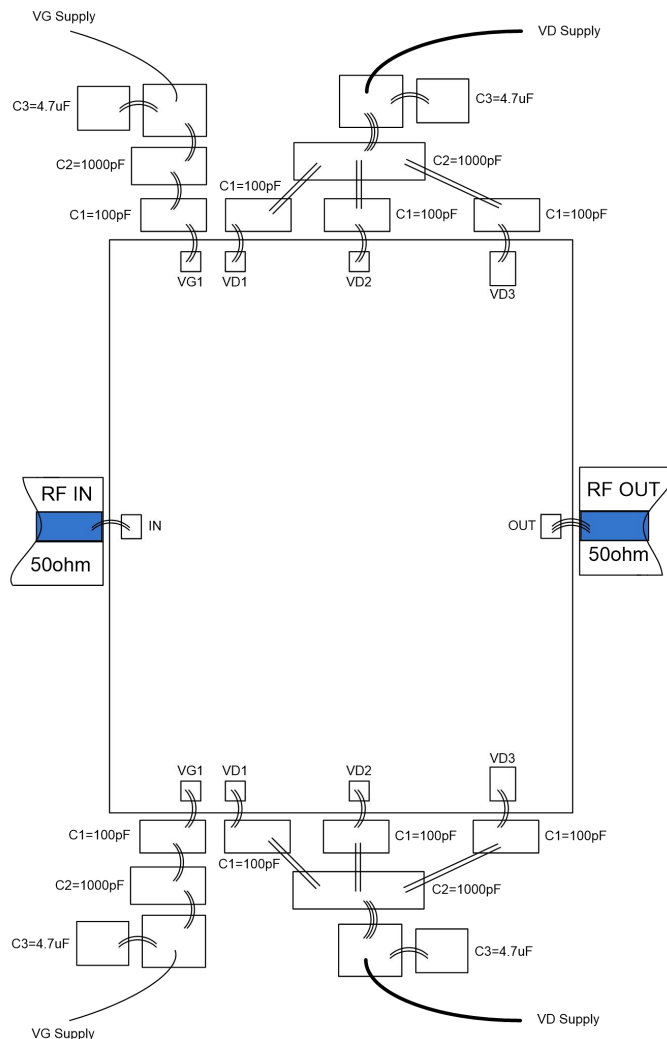 VG Supply
VD Supply
C3=4.7uF
C3=4.7uF
C2=1000pF
C2=1000pF
C1=100pF
C1=100pF
C1=100pF
C1=100pF
VG1
VD1
VD2
VD3
RF IN
50ohm
IN
OUT
RF OUT
50ohm
VG1
VD1
VD2
VD3
C1=100pF
C1=100pF
C1=100pF
C1=100pF
C2=1000pF
C2=1000pF
C3=4.7uF
C3=4.7uF
VG Supply
VD Supply